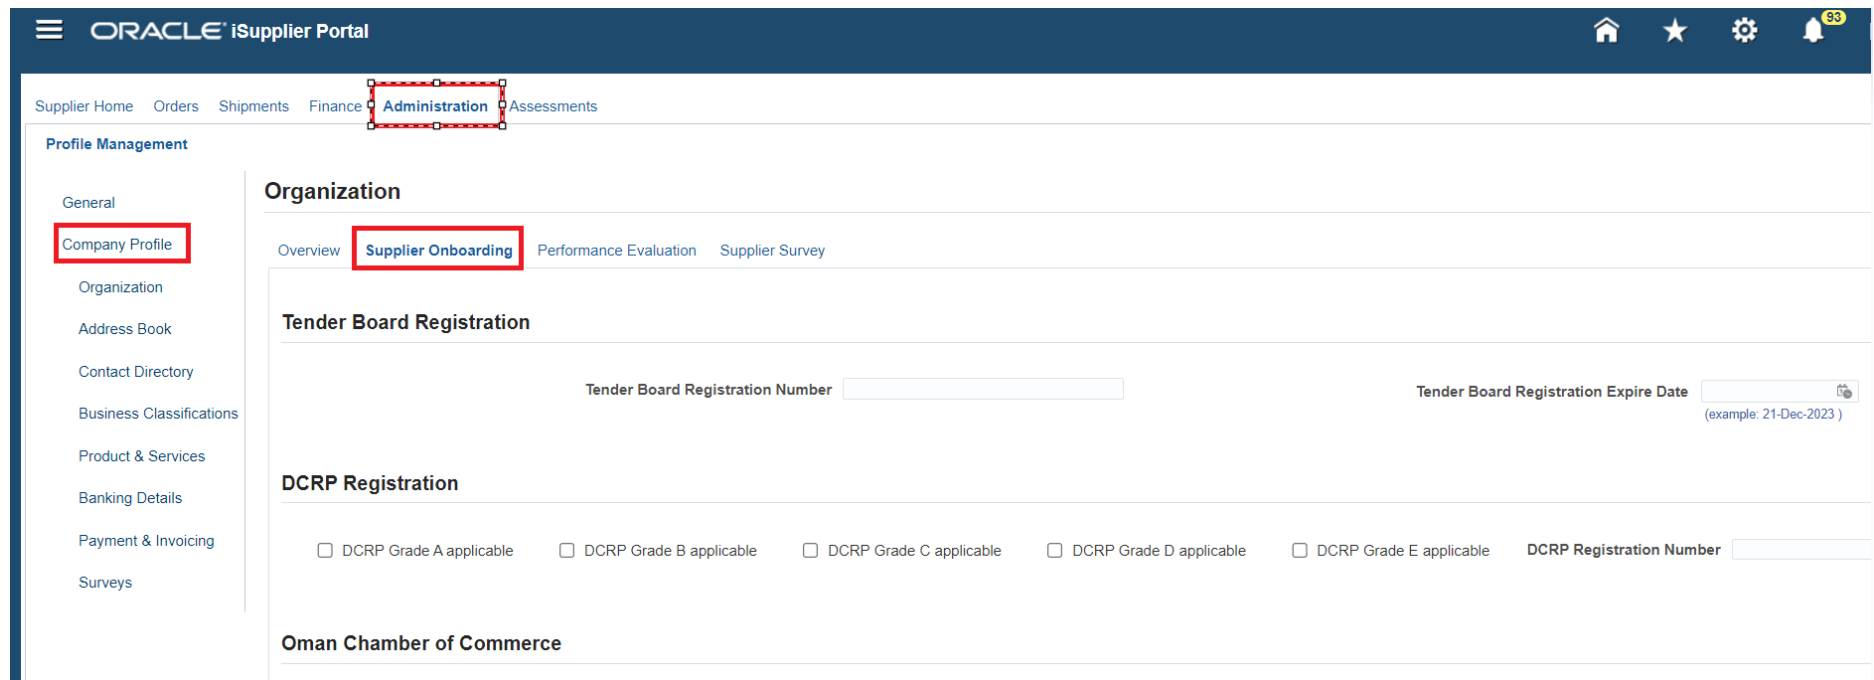 ORACLE iSupplier Portal
93
Supplier Home Orders Shipments Finance Administration Assessments
Profile Management
General
Company Profile
Organization
Address Book
Contact Directory
Business Classifications
Product & Services
Banking Details
Payment & Invoicing
Surveys
Organization
Overview Supplier Onboarding Performance Evaluation Supplier Survey
Tender Board Registration
Tender Board Registration Number
Tender Board Registration Expire Date
(example: 21-Dec-2023 )
DCRP Registration
DCRP Grade A applicable DCRP Grade B applicable DCRP Grade C applicable DCRP Grade D applicable DCRP Grade E applicable DCRP Registration Number
Oman Chamber of Commerce